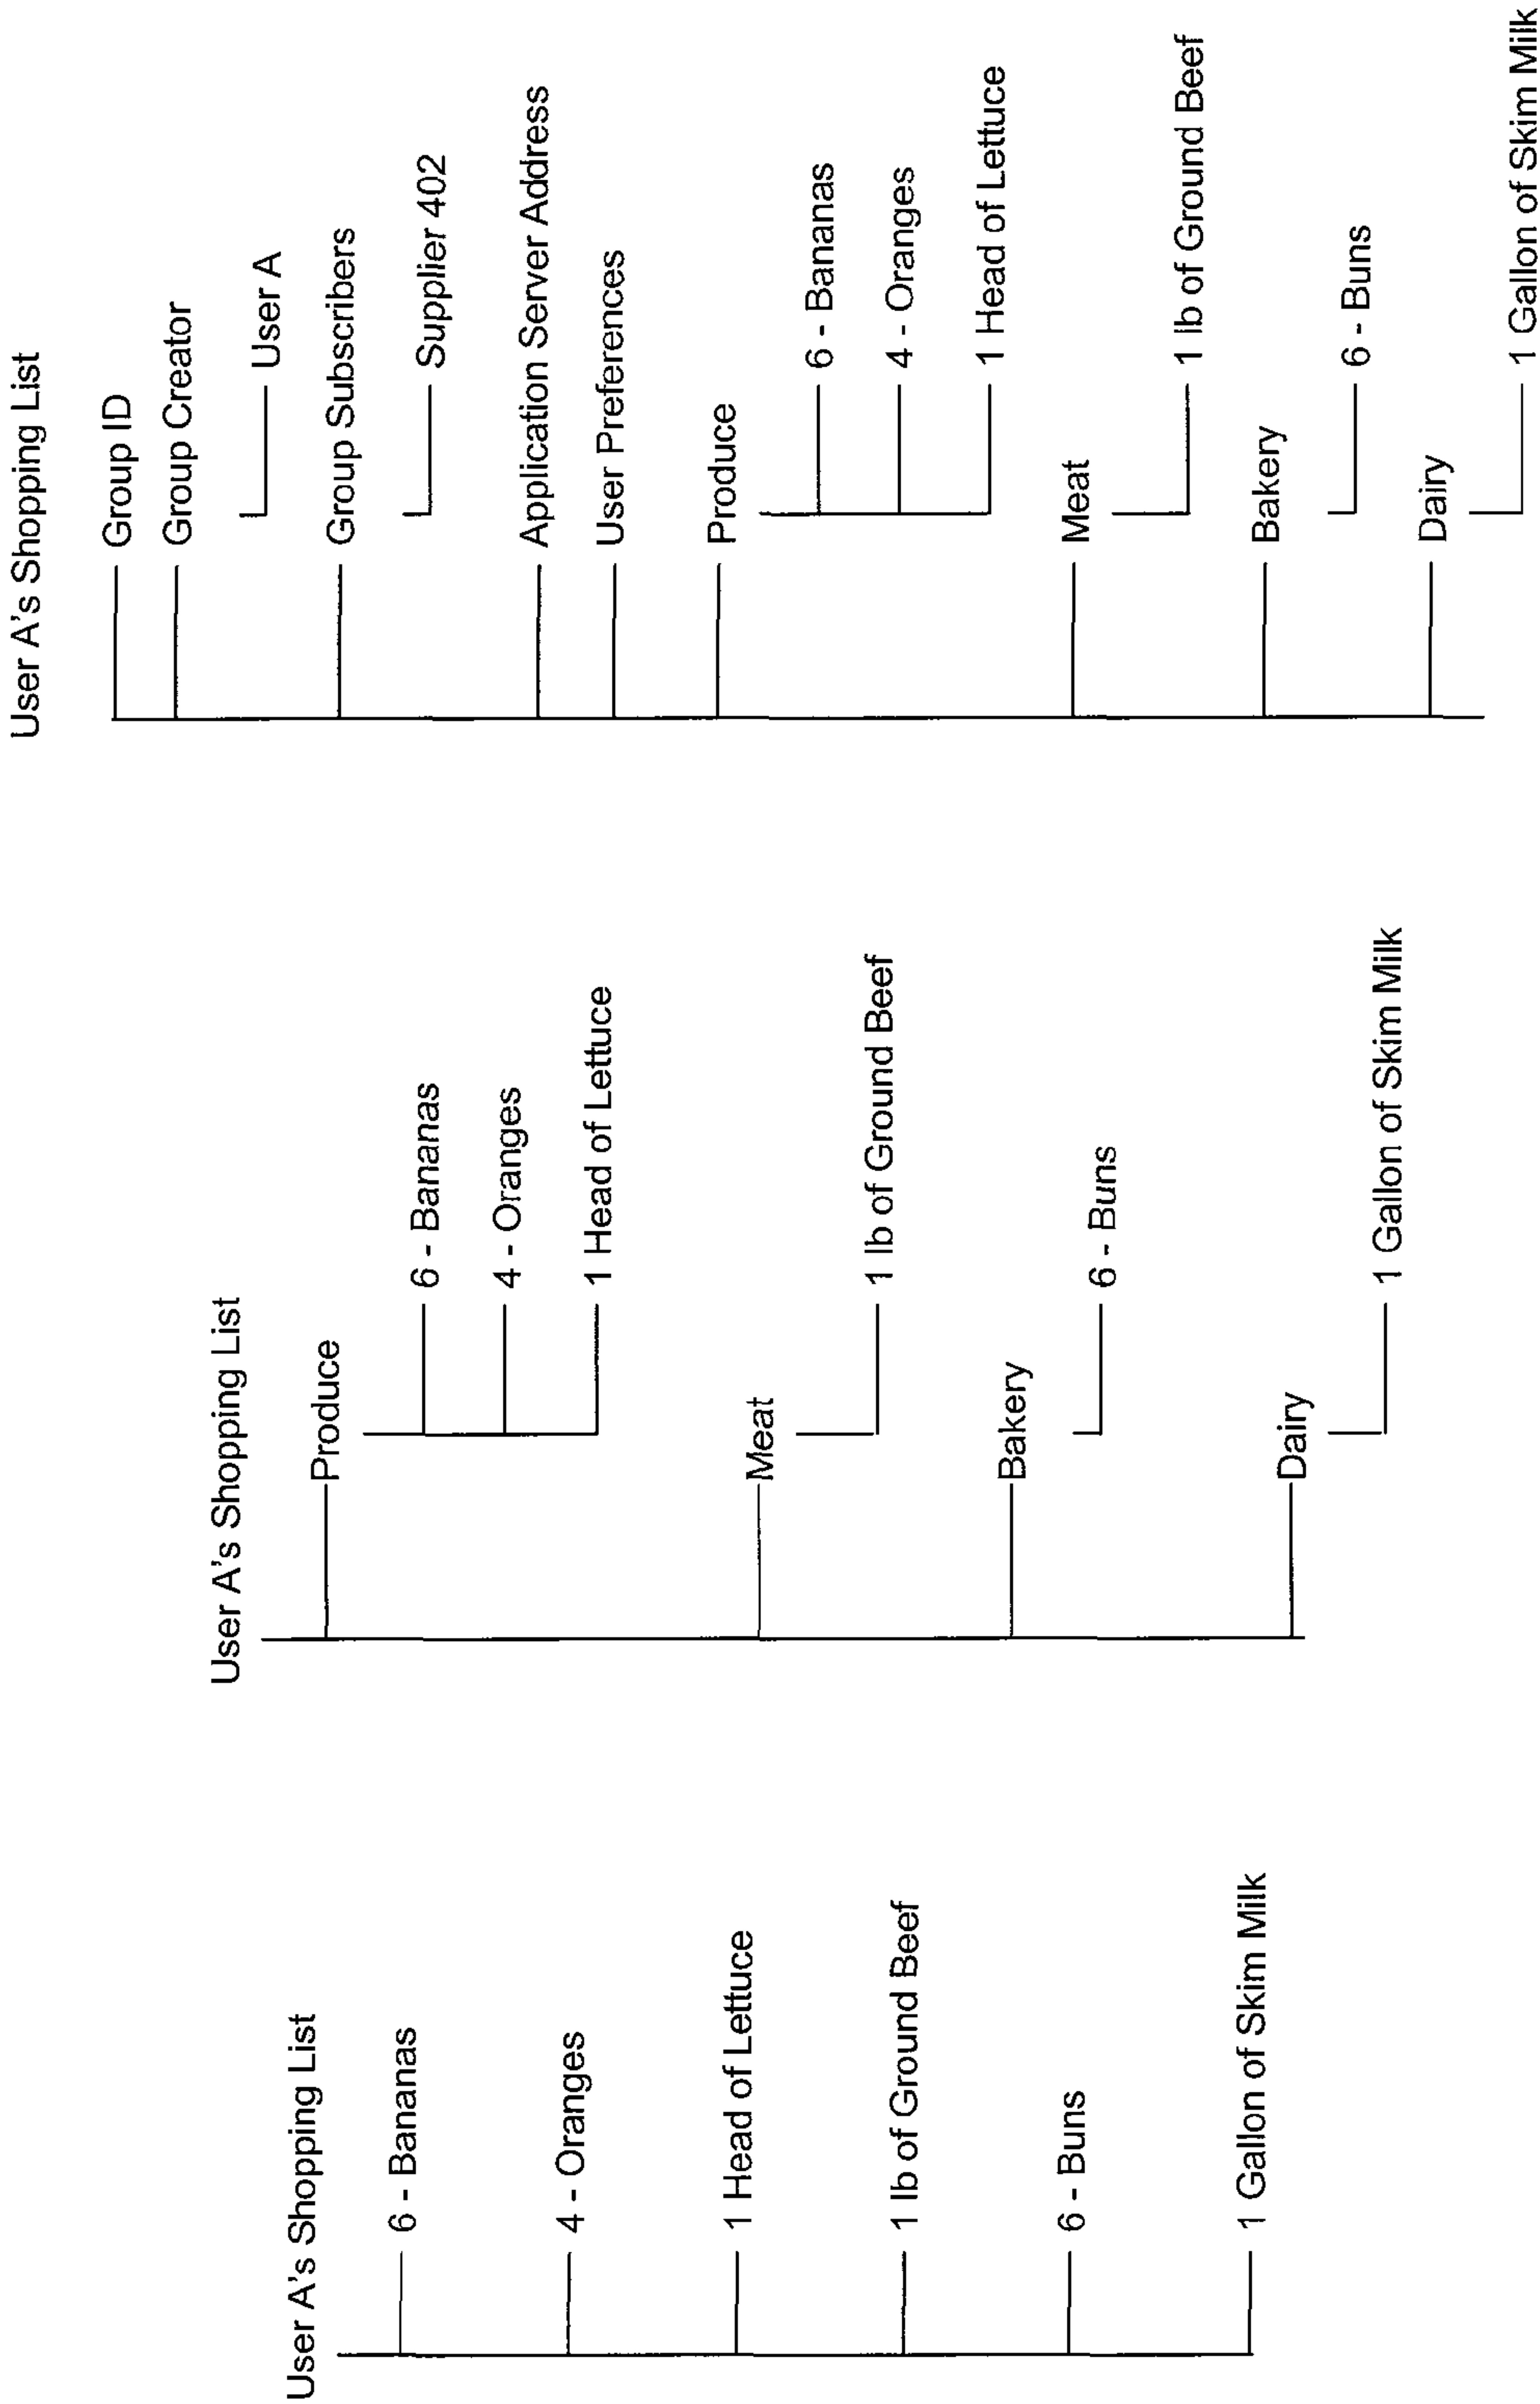 User A's Shopping List
6 - Bananas
4 - Oranges
1 Head of Lettuce
1 lb of Ground Beef
6 - Buns
1 Gallon of Skim Milk
User A's Shopping List
Produce
6 - Bananas
4 - Oranges
1 Head of Lettuce
Meat
1 lb of Ground Beef
Bakery
6 - Buns
Dairy
1 Gallon of Skim Milk
User A's Shopping List
Group ID
Group Creator
User A
Group Subscribers
Supplier 402
Application Server Address
User Preferences
Produce
6 - Bananas
4 - Oranges
1 Head of Lettuce
Meat
1 lb of Ground Beef
Bakery
6 - Buns
Dairy
1 Gallon of Skim Milk